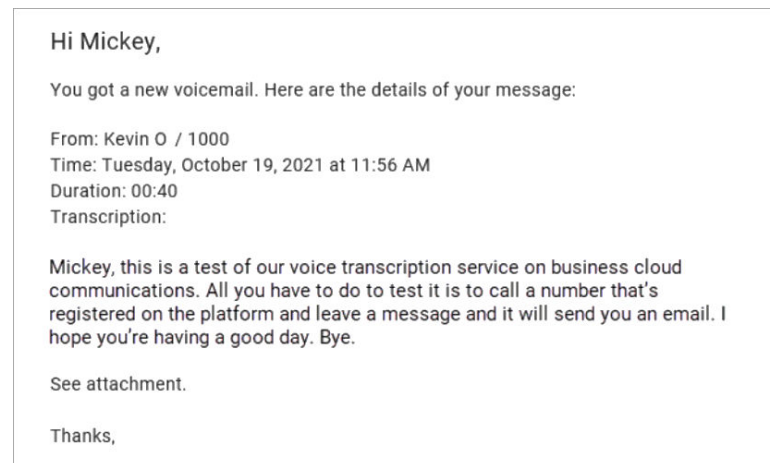 Hi Mickey,
You got a new voicemail. Here are the details of your message:
From: Kevin O / 1000
Time: Tuesday, October 19, 2021 at 11:56 AM
Duration: 00:40
Transcription:
Mickey, this is a test of our voice transcription service on business cloud
communications. All you have to do to test it is to call a number that's
registered on the platform and leave a message and it will send you an email. I
hope you're having a good day. Bye.
See attachment.
Thanks,